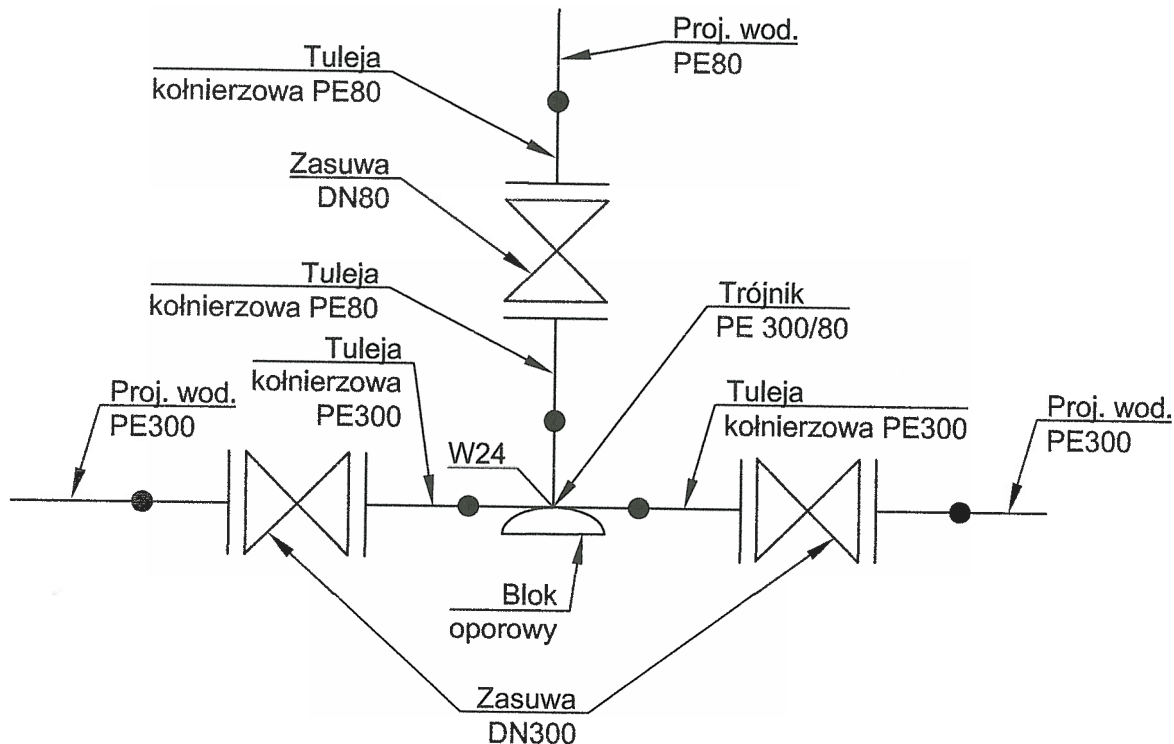 Proj. wod.
PE80
Tuleja
kołnierzowa PE80
Zasuwa
DN80
Tuleja
kołnierzowa PE80
Trójnik
PE 300/80
Tuleja
kołnierzowa
PE300
Proj. wod.
PE300
Tuleja
kołnierzowa PE300
Proj. wod.
PE300
W24
Blok
oporowy
Zasuwa
DN300